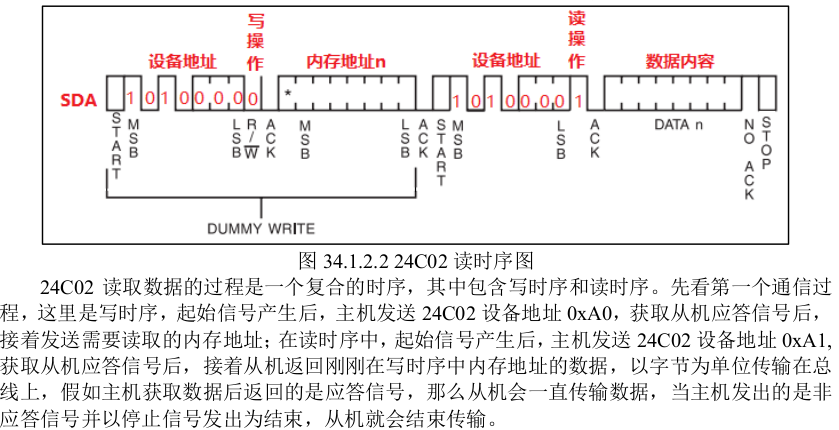 设备地址 写操作 内存地址n 设备地址 读操作 数据内容
SDA 1 0 1 0 0 0 0 0 * 1 0 1 0 0 0 0 1
START MSB LSB R/W ACK MSB LSB ACK START MSB LSB ACK DATA n NO ACK STOP
DUMMY WRITE
图 34.1.2.2 24C02 读时序图
24C02 读取数据的过程是一个复合的时序，其中包含写时序和读时序。先看第一个通信过
程，这里是写时序，起始信号产生后，主机发送 24C02 设备地址 0xA0，获取从机应答信号后，
接着发送需要读取的内存地址；在读时序中，起始信号产生后，主机发送 24C02 设备地址 0xA1,
获取从机应答信号后，接着从机返回刚刚在写时序中内存地址的数据，以字节为单位传输在总
线上，假如主机获取数据后返回的是应答信号，那么从机会一直传输数据，当主机发出的是非
应答信号并以停止信号发出为结束，从机就会结束传输。